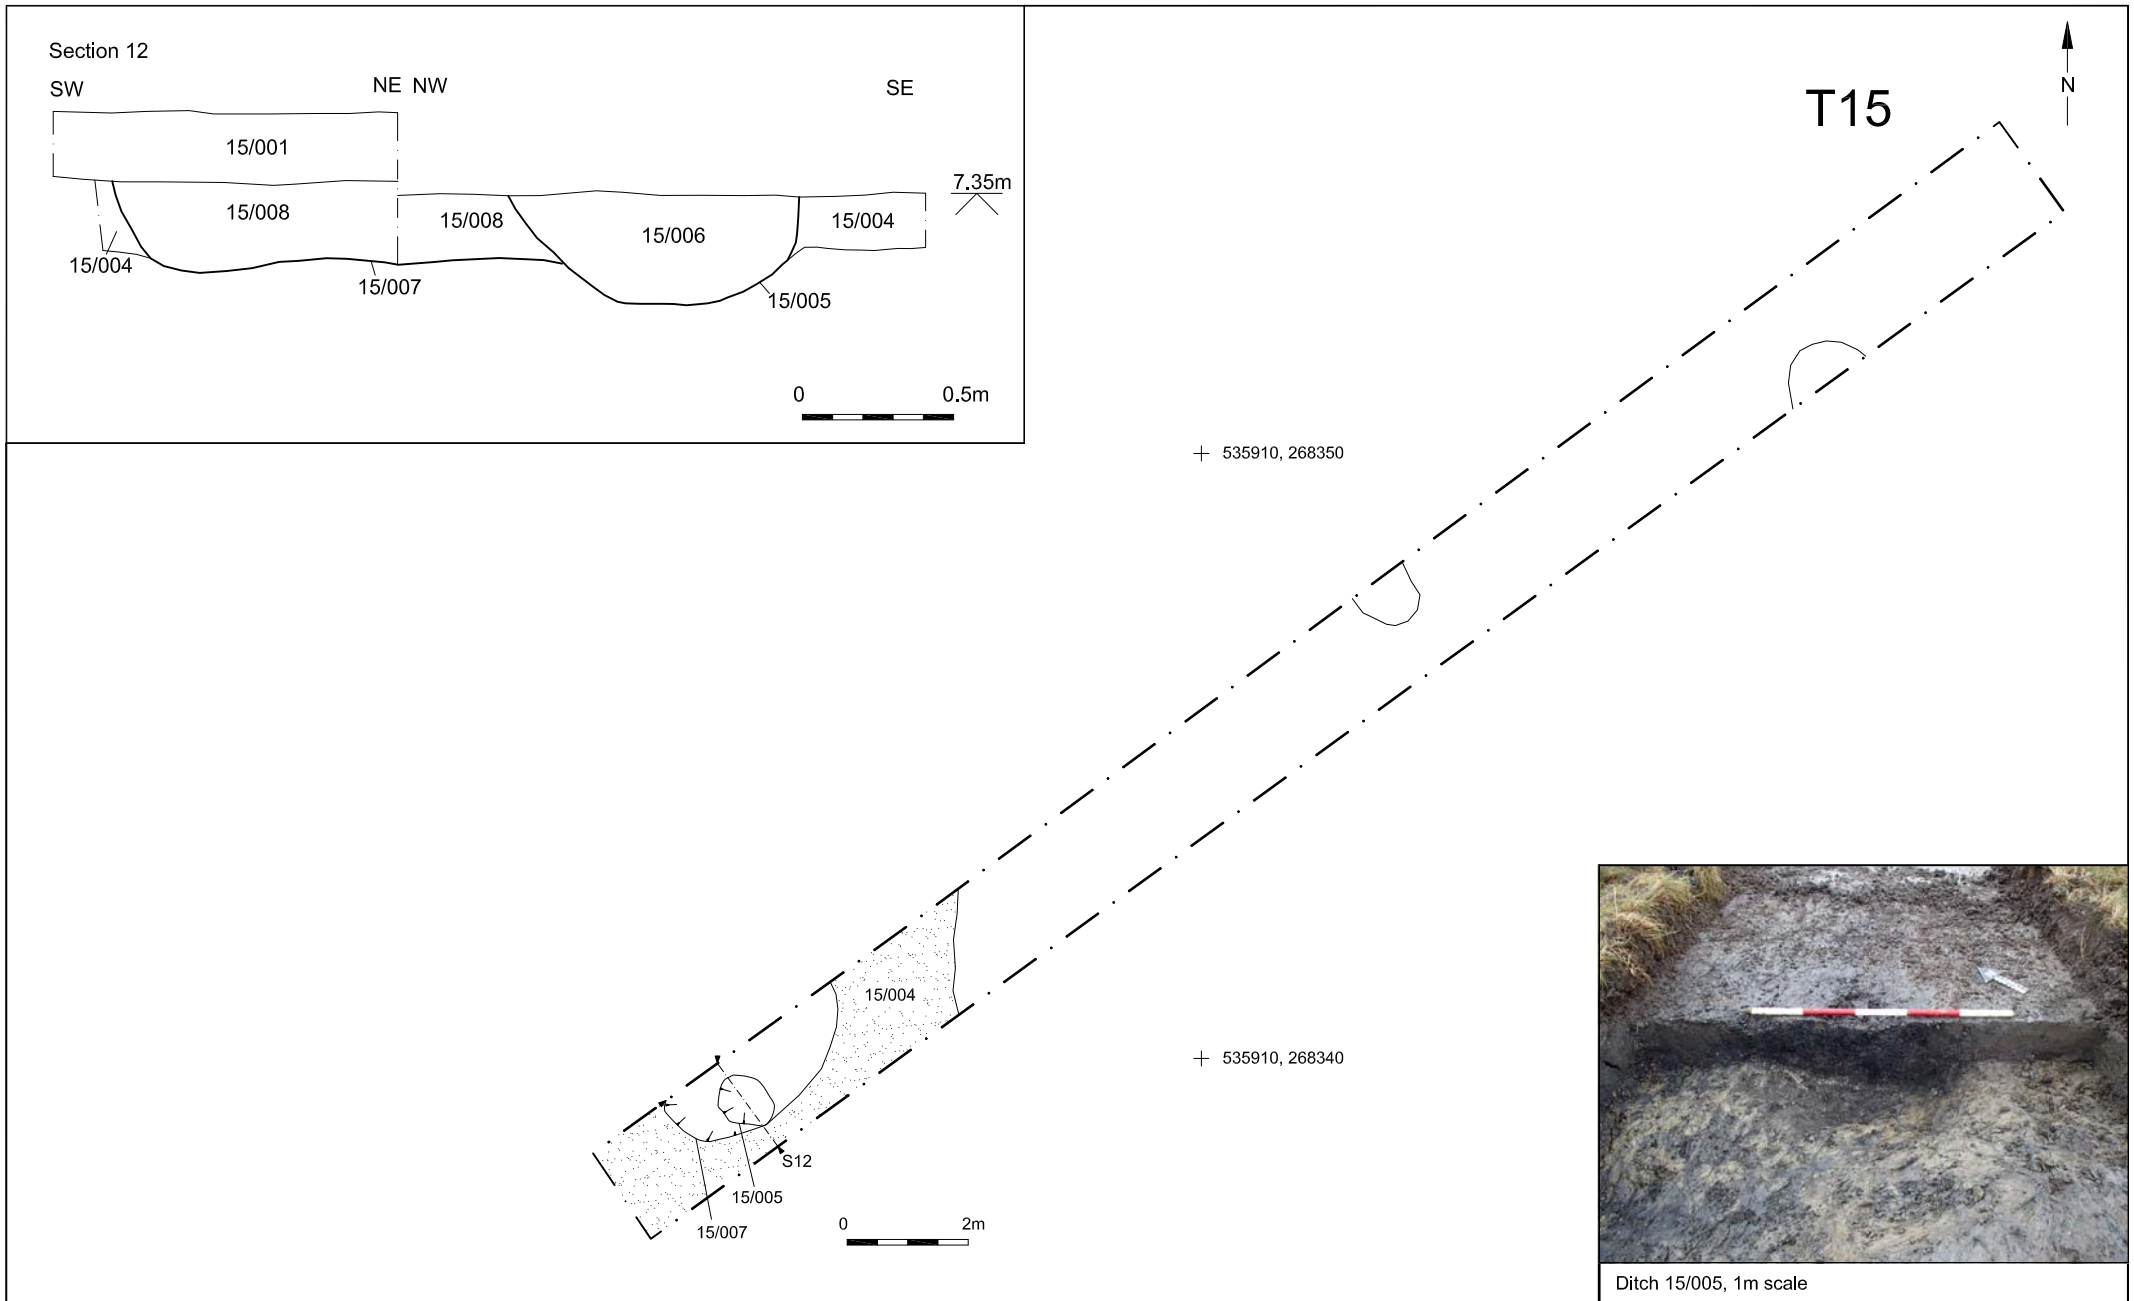 Section 12
SW
NE NW
SE
15/001
15/008
15/008
15/006
15/004
7.35m
15/004
15/007
15/005
0 0.5m
T15
N
535910, 268350
15/004
535910, 268340
S12
15/005
15/007
0 2m
Ditch 15/005, 1m scale